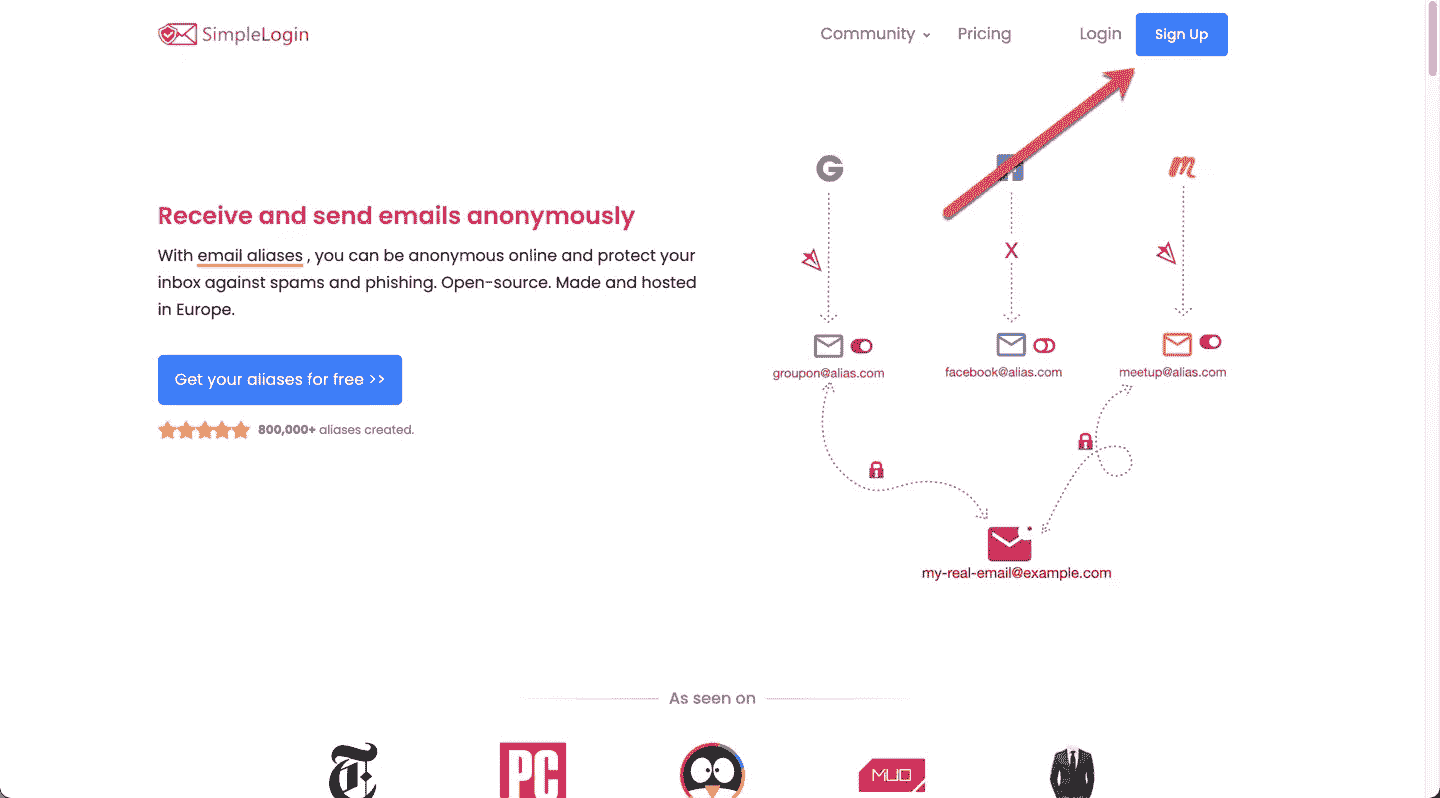 SimpleLogin
Community
Pricing
Login
Sign Up
Receive and send emails anonymously
With email aliases , you can be anonymous online and protect your
inbox against spams and phishing. Open-source. Made and hosted
in Europe.
Get your aliases for free >>
800,000+ aliases created.
G
m
X
groupon@alias.com
facebook@alias.com
meetup@alias.com
my-real-email@example.com
As seen on
T
PC
MUO